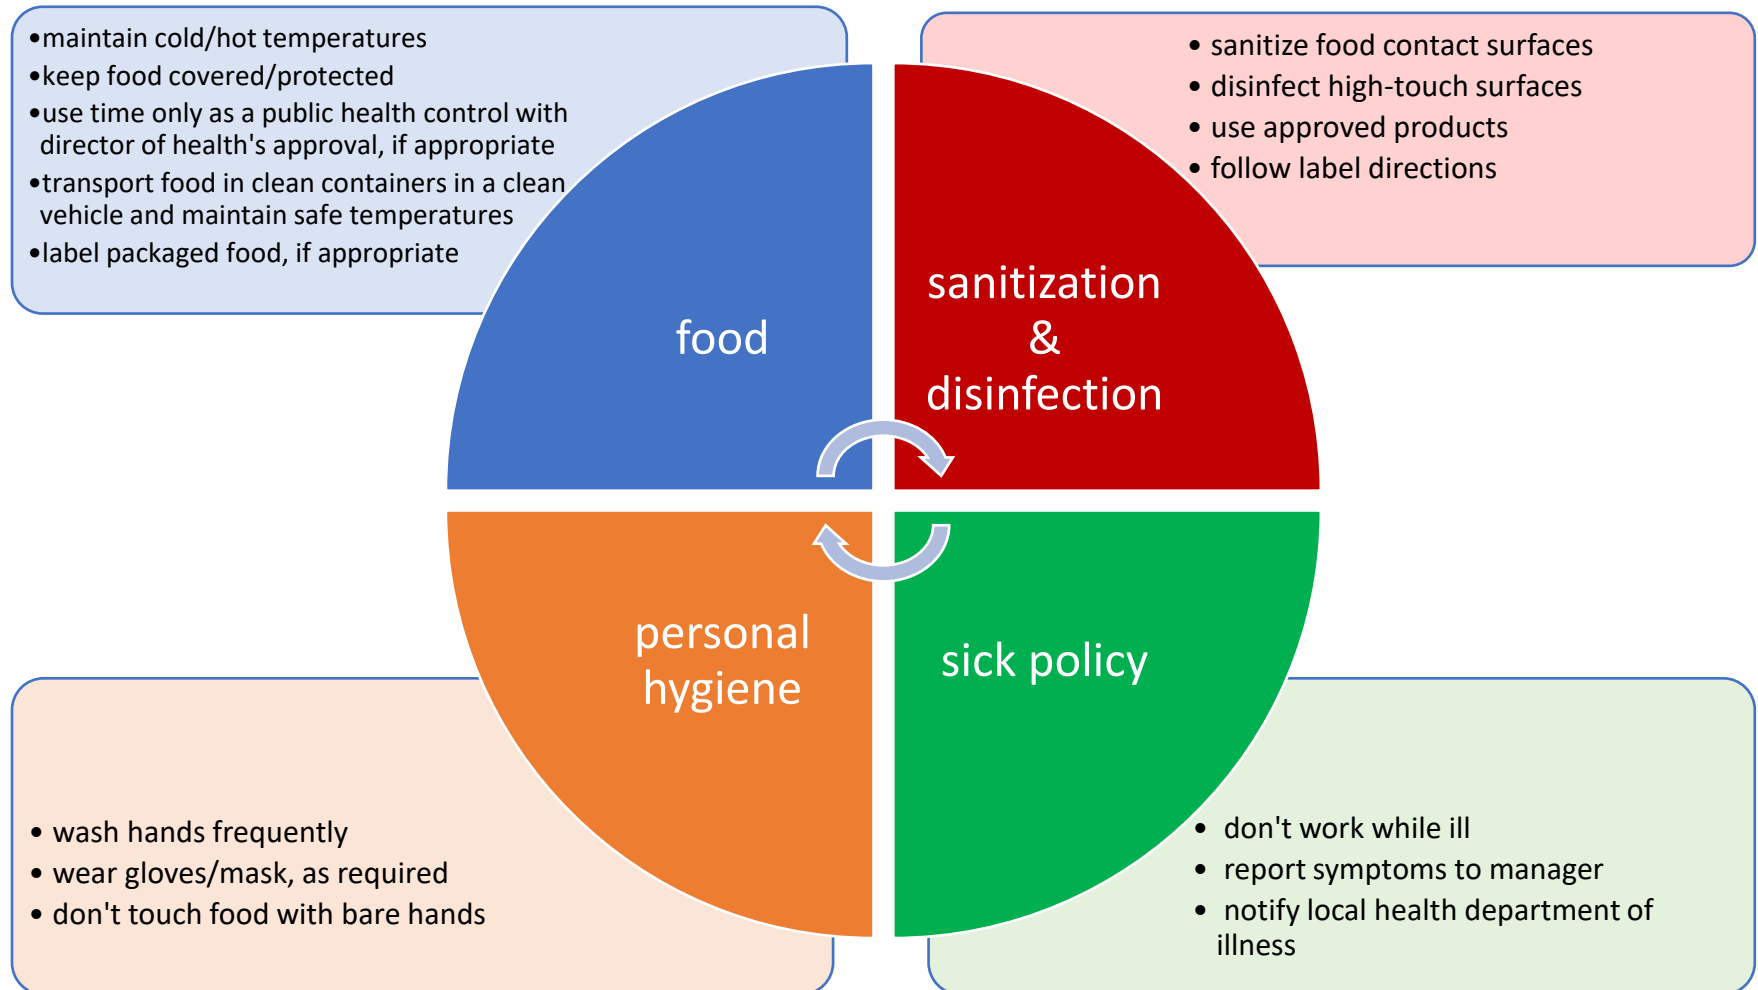 •maintain cold/hot temperatures
•keep food covered/protected
•use time only as a public health control with
director of health's approval, if appropriate
•transport food in clean containers in a clean
vehicle and maintain safe temperatures
•label packaged food, if appropriate
• sanitize food contact surfaces
• disinfect high-touch surfaces
• use approved products
• follow label directions
food
sanitization
&
disinfection
personal
hygiene
sick policy
• wash hands frequently
• wear gloves/mask, as required
• don't touch food with bare hands
• don't work while ill
• report symptoms to manager
• notify local health department of
illness